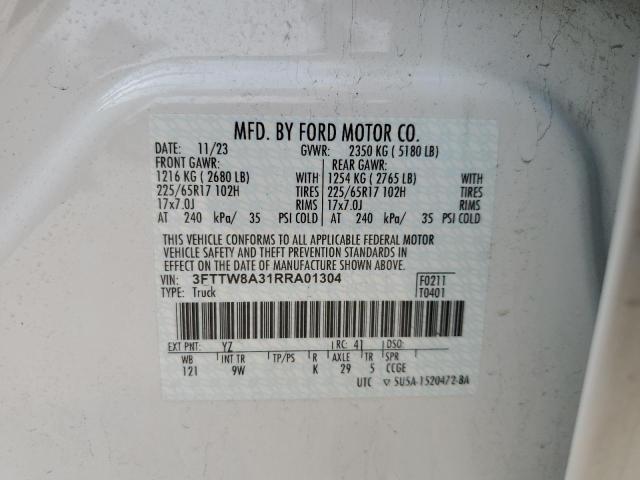 MFD. BY FORD MOTOR CO.
DATE: 11/23 GVWR: 2350 KG ( 5180 LB)
FRONT GAWR: REAR GAWR:
1216 KG ( 2680 LB) WITH 1254 KG ( 2765 LB) WITH
225/65R17 102H TIRES 225/65R17 102H TIRES
17x7.0J RIMS 17x7.0J RIMS
AT 240 kPa/ 35 PSI COLD AT 240 kPa/ 35 PSI COLD
THIS VEHICLE CONFORMS TO ALL APPLICABLE FEDERAL MOTOR
VEHICLE SAFETY AND THEFT PREVENTION STANDARDS IN
EFFECT ON THE DATE OF MANUFACTURE SHOWN ABOVE.
VIN: 3FTTW8A31RRA01304 F0211
TYPE: Truck T0401
EXT PNT: YZ RC: 41 DSO:
WB INT TR TP/PS R AXLE TR SPR
121 9W K 29 5 CCGE
UTC ▽ 5U5A-1520472-BA